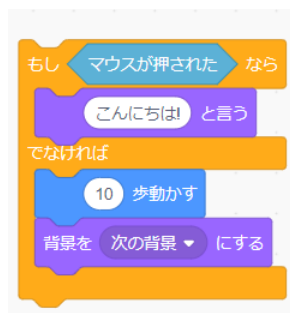 もし マウスが押された なら
こんにちは! と言う
でなければ
10 歩動かす
背景を 次の背景 にする